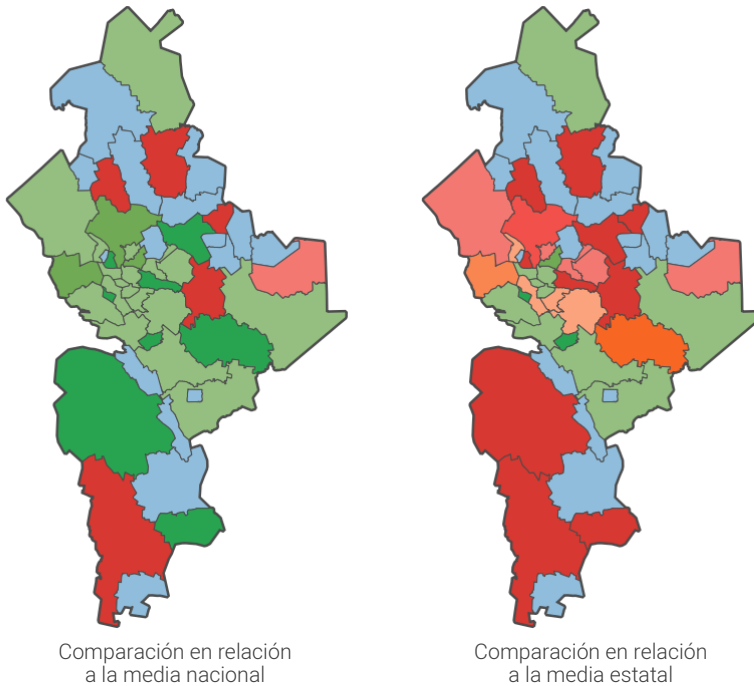 Comparación en relación
a la media nacional
Comparación en relación
a la media estatal